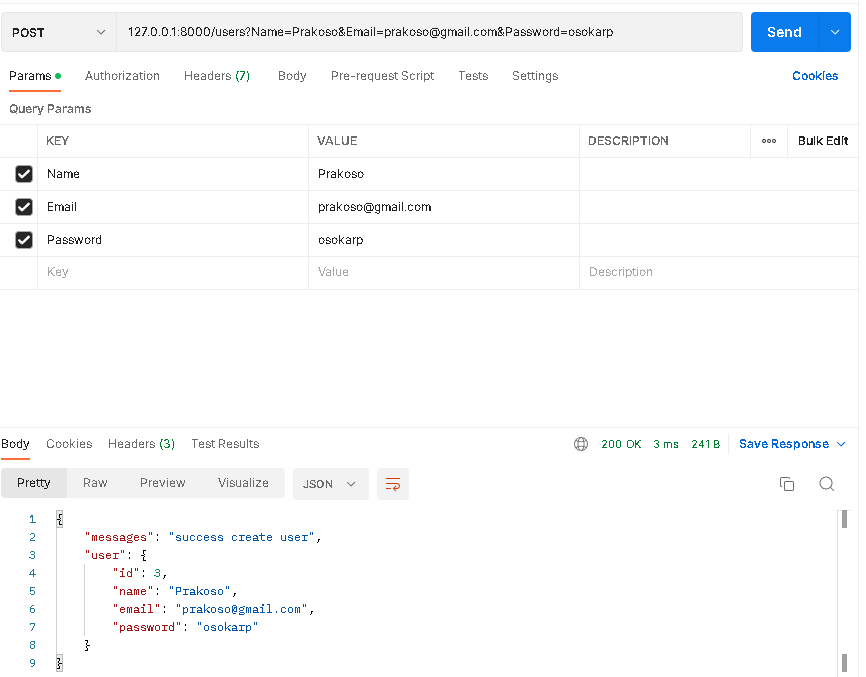 POST 127.0.0.1:8000/users?Name=Prakoso&Email=prakoso@gmail.com&Password=osokarp Send
Params Authorization Headers (7) Body Pre-request Script Tests Settings Cookies
Query Params
KEY VALUE DESCRIPTION ooo Bulk Edit
Name Prakoso
Email prakoso@gmail.com
Password osokarp
Key Value Description
Body Cookies Headers (3) Test Results 200 OK 3 ms 241 B Save Response
Pretty Raw Preview Visualize JSON
1 {
2 "messages": "success create user",
3 "user": {
4 "id": 3,
5 "name": "Prakoso",
6 "email": "prakoso@gmail.com",
7 "password": "osokarp"
8 }
9 }